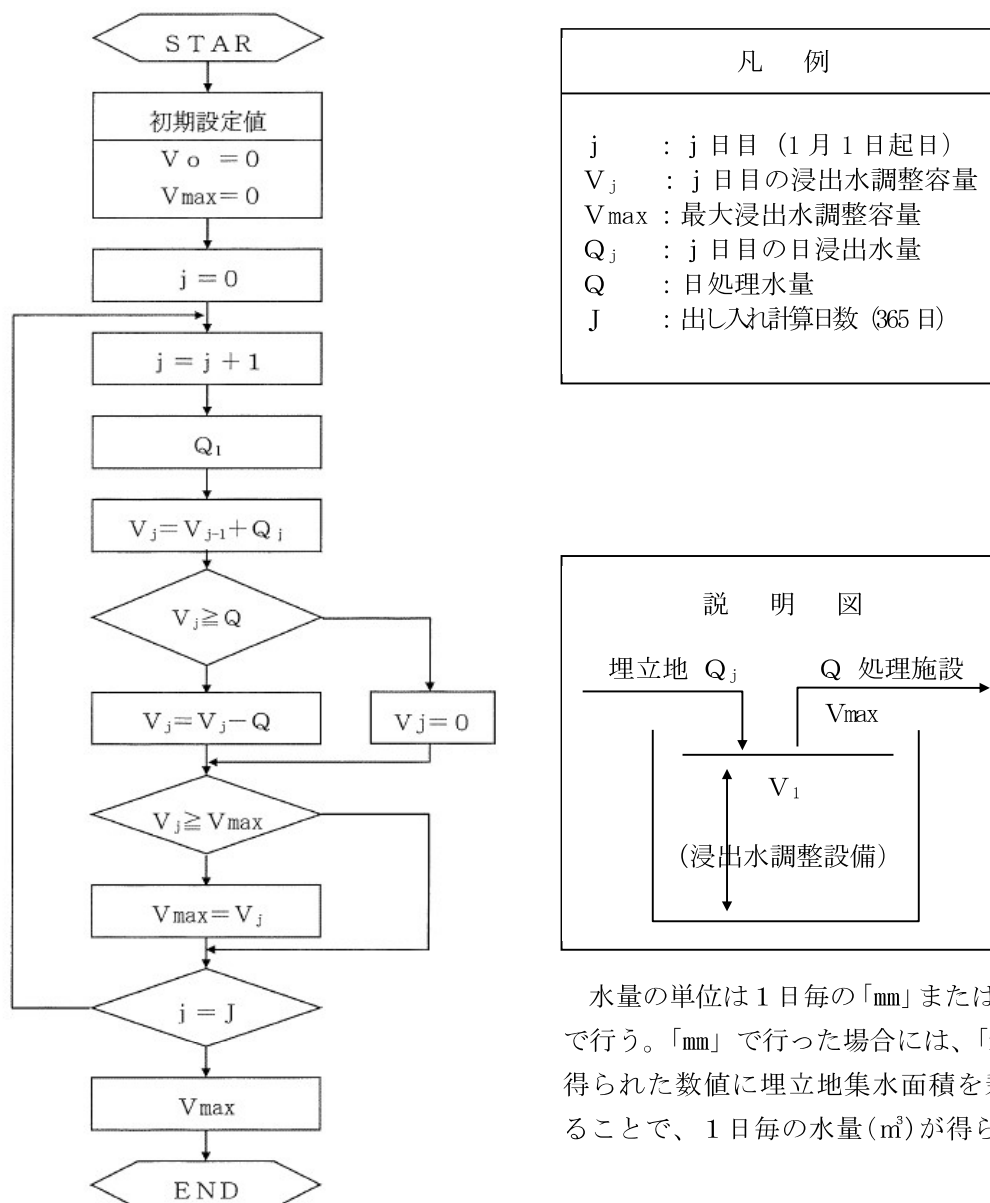 STAR
初期設定値
Vo =0
Vmax=0
j=0
j=j+1
Q₁
Vⱼ=Vⱼ₋₁+Qⱼ
Vⱼ≧Q
Vⱼ=Vⱼ-Q
Vj=0
Vⱼ≧Vmax
Vmax=Vⱼ
j=J
Vmax
END
凡 例
j :j日目(1月1日起日)
Vⱼ :j日目の浸出水調整容量
Vmax:最大浸出水調整容量
Qⱼ :j日目の日浸出水量
Q :日処理水量
J :出し入れ計算日数(365日)
説 明 図
埋立地 Qⱼ Q 処理施設
Vmax
V₁
(浸出水調整設備)
水量の単位は1日毎の「㎜」または
で行う。「㎜」で行った場合には、「
得られた数値に埋立地集水面積を
ることで、1日毎の水量(㎥)が得